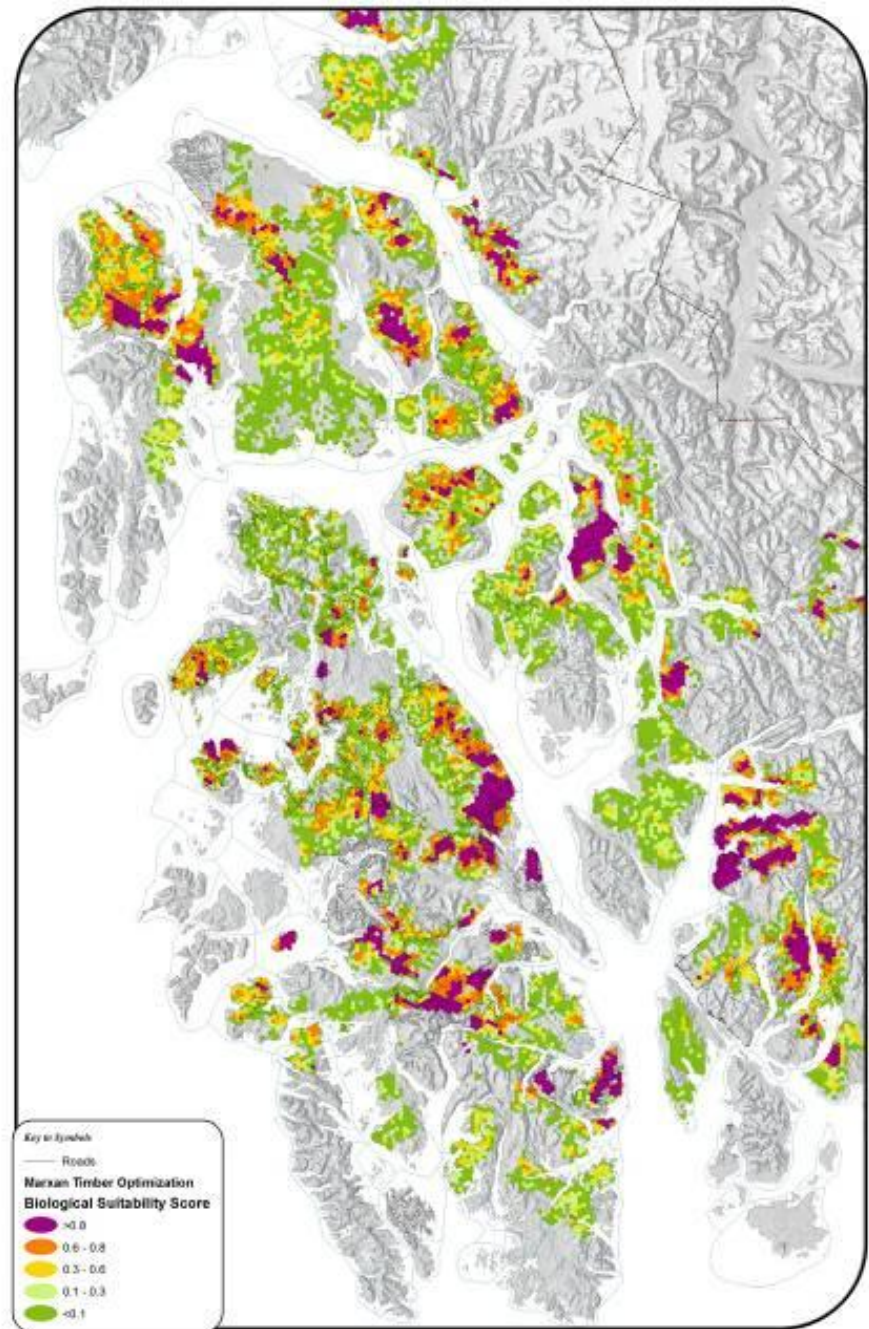 Key to Symbols
Roads
Marxan Timber Optimization
Biological Suitability Score
>0.8
0.6 - 0.8
0.3 - 0.6
0.1 - 0.3
<0.1